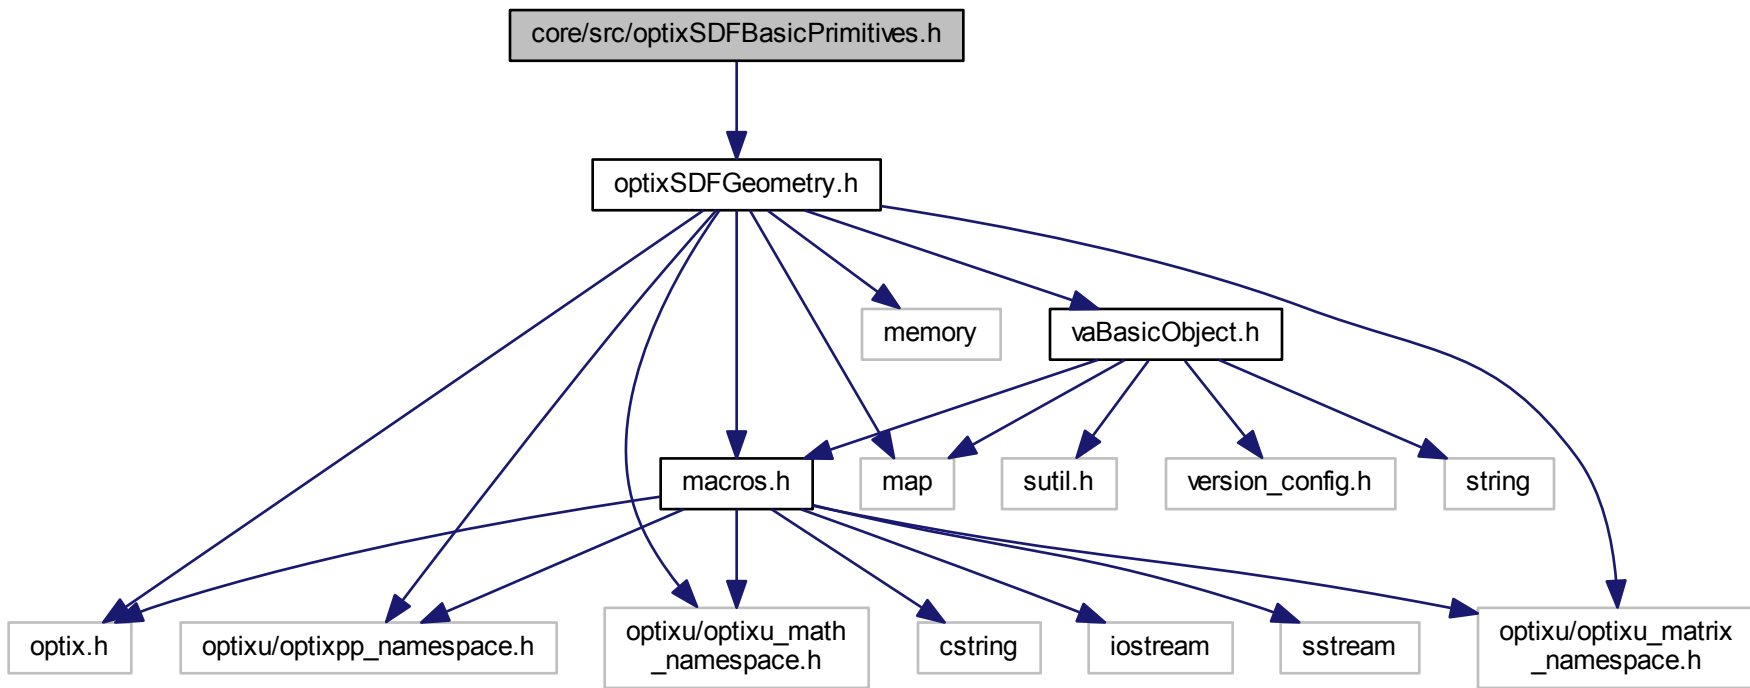 core/src/optixSDFBasicPrimitives.h
optixSDFGeometry.h
memory
vaBasicObject.h
macros.h
map
sutil.h
version_config.h
string
optix.h
optixu/optixpp_namespace.h
optixu/optixu_math
_namespace.h
cstring
iostream
sstream
optixu/optixu_matrix
_namespace.h